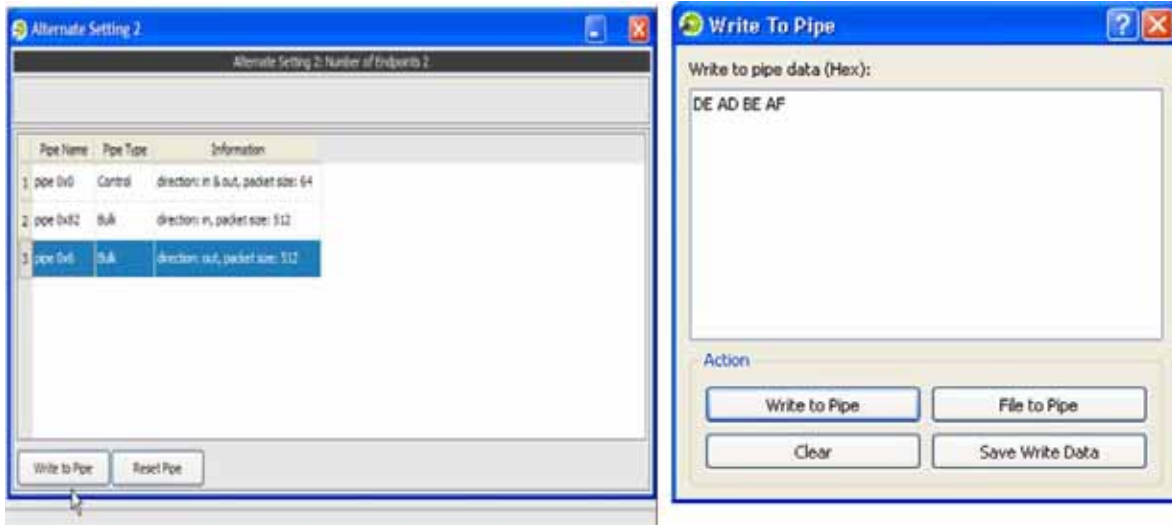 Alternate Setting 2
Alternate Setting 2: Number of Endpoints 2
Pipe Name Pipe Type Information
1 pipe 0x0 Control direction: in & out, packet size: 64
2 pipe 0x82 Bulk direction: in, packet size: 512
3 pipe 0x6 Bulk direction: out, packet size: 512
Write to Pipe Reset Pipe
Write To Pipe
Write to pipe data (Hex):
DE AD BE AF
Action
Write to Pipe File to Pipe
Clear Save Write Data